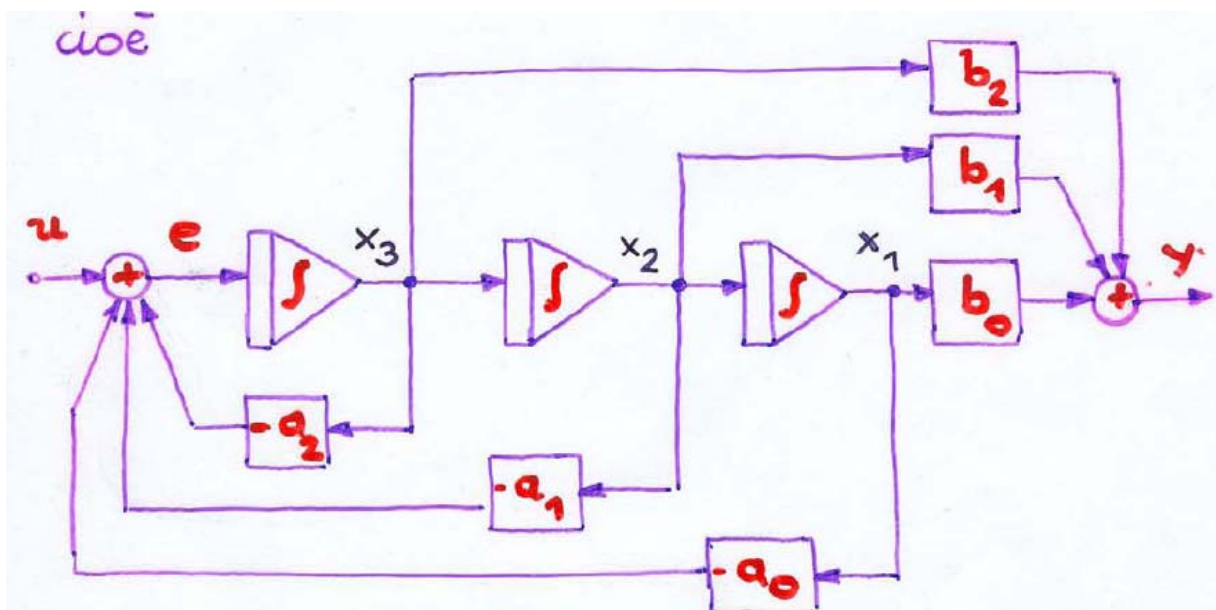 cioè
b₂
b₁
u e ∫ x₃ ∫ x₂ ∫ x₁ b₀ y
+ +
-a₂
-a₁
-a₀